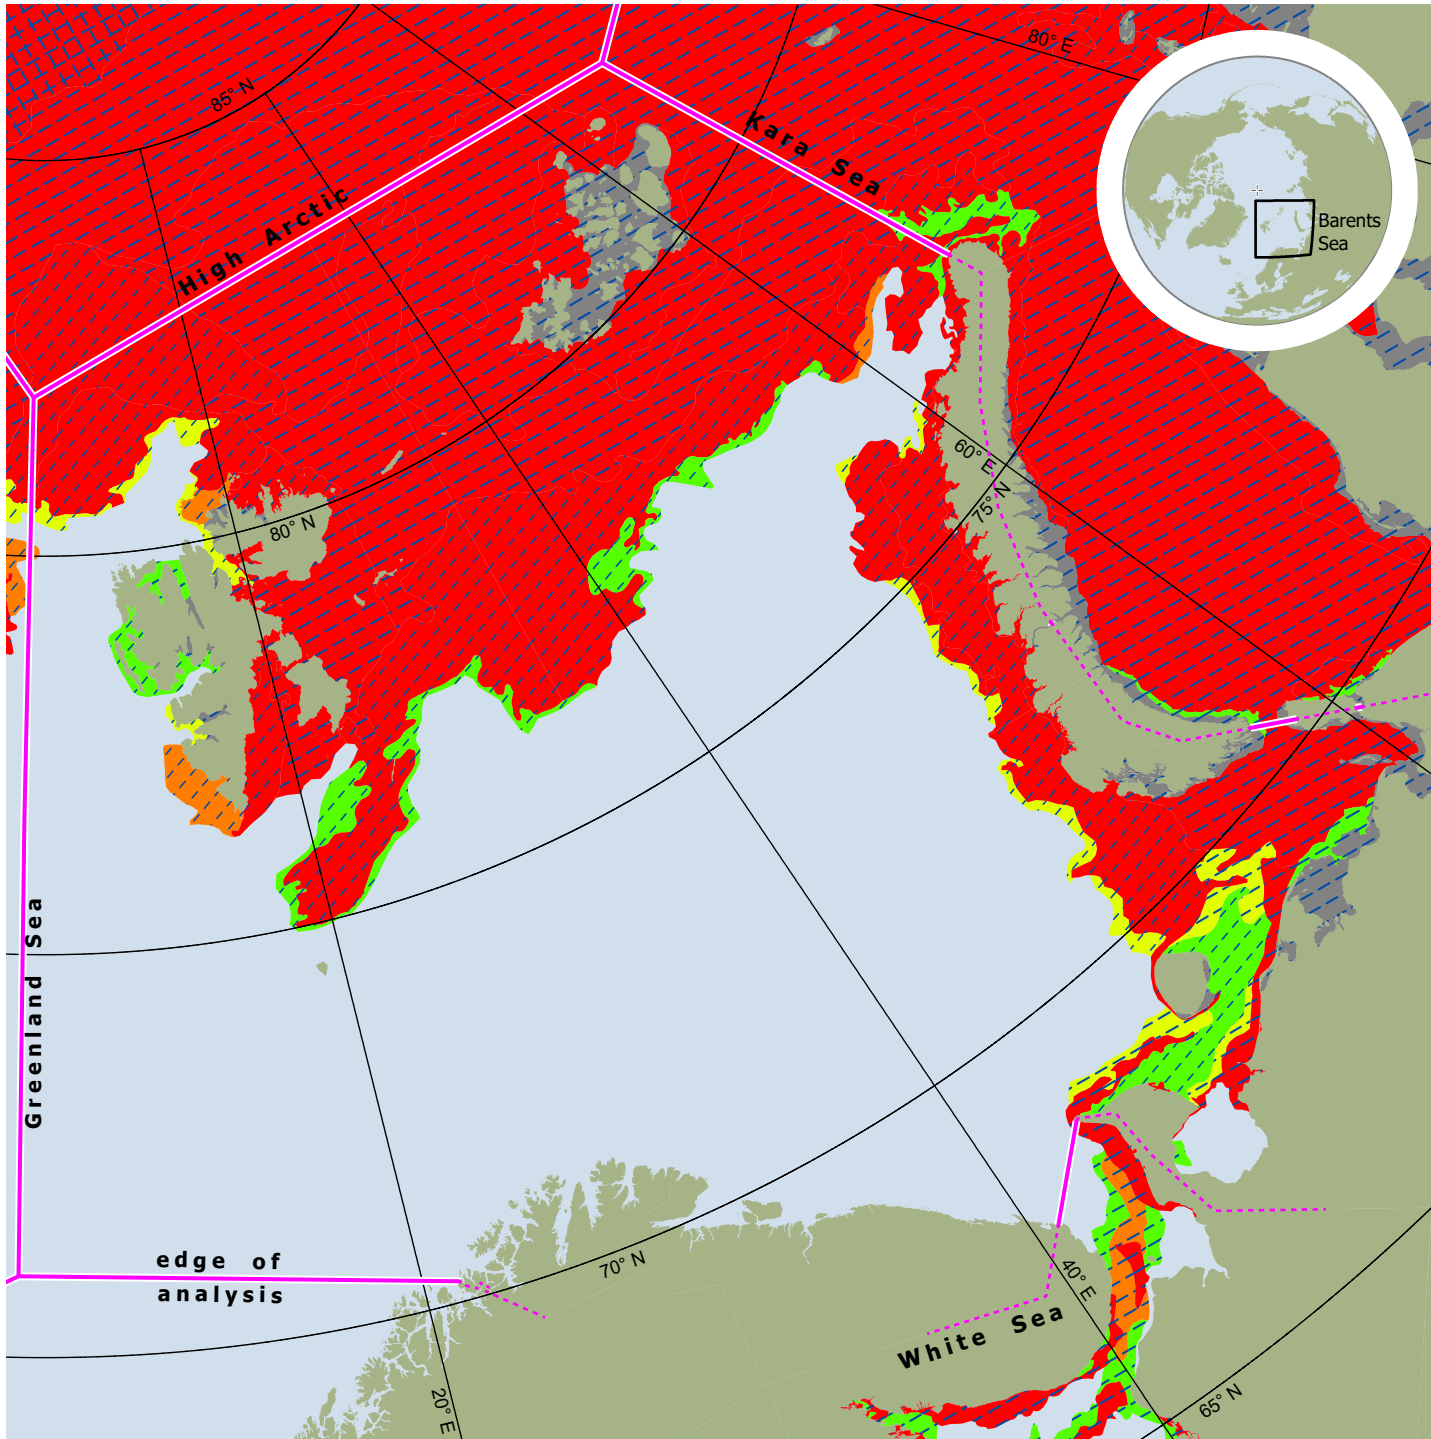 80° E
85° N
Kara Sea
High Arctic
Barents
Sea
60° E
75° N
80° N
Greenland Sea
edge of
analysis
70° N
40° E
White Sea
20° E
65° N